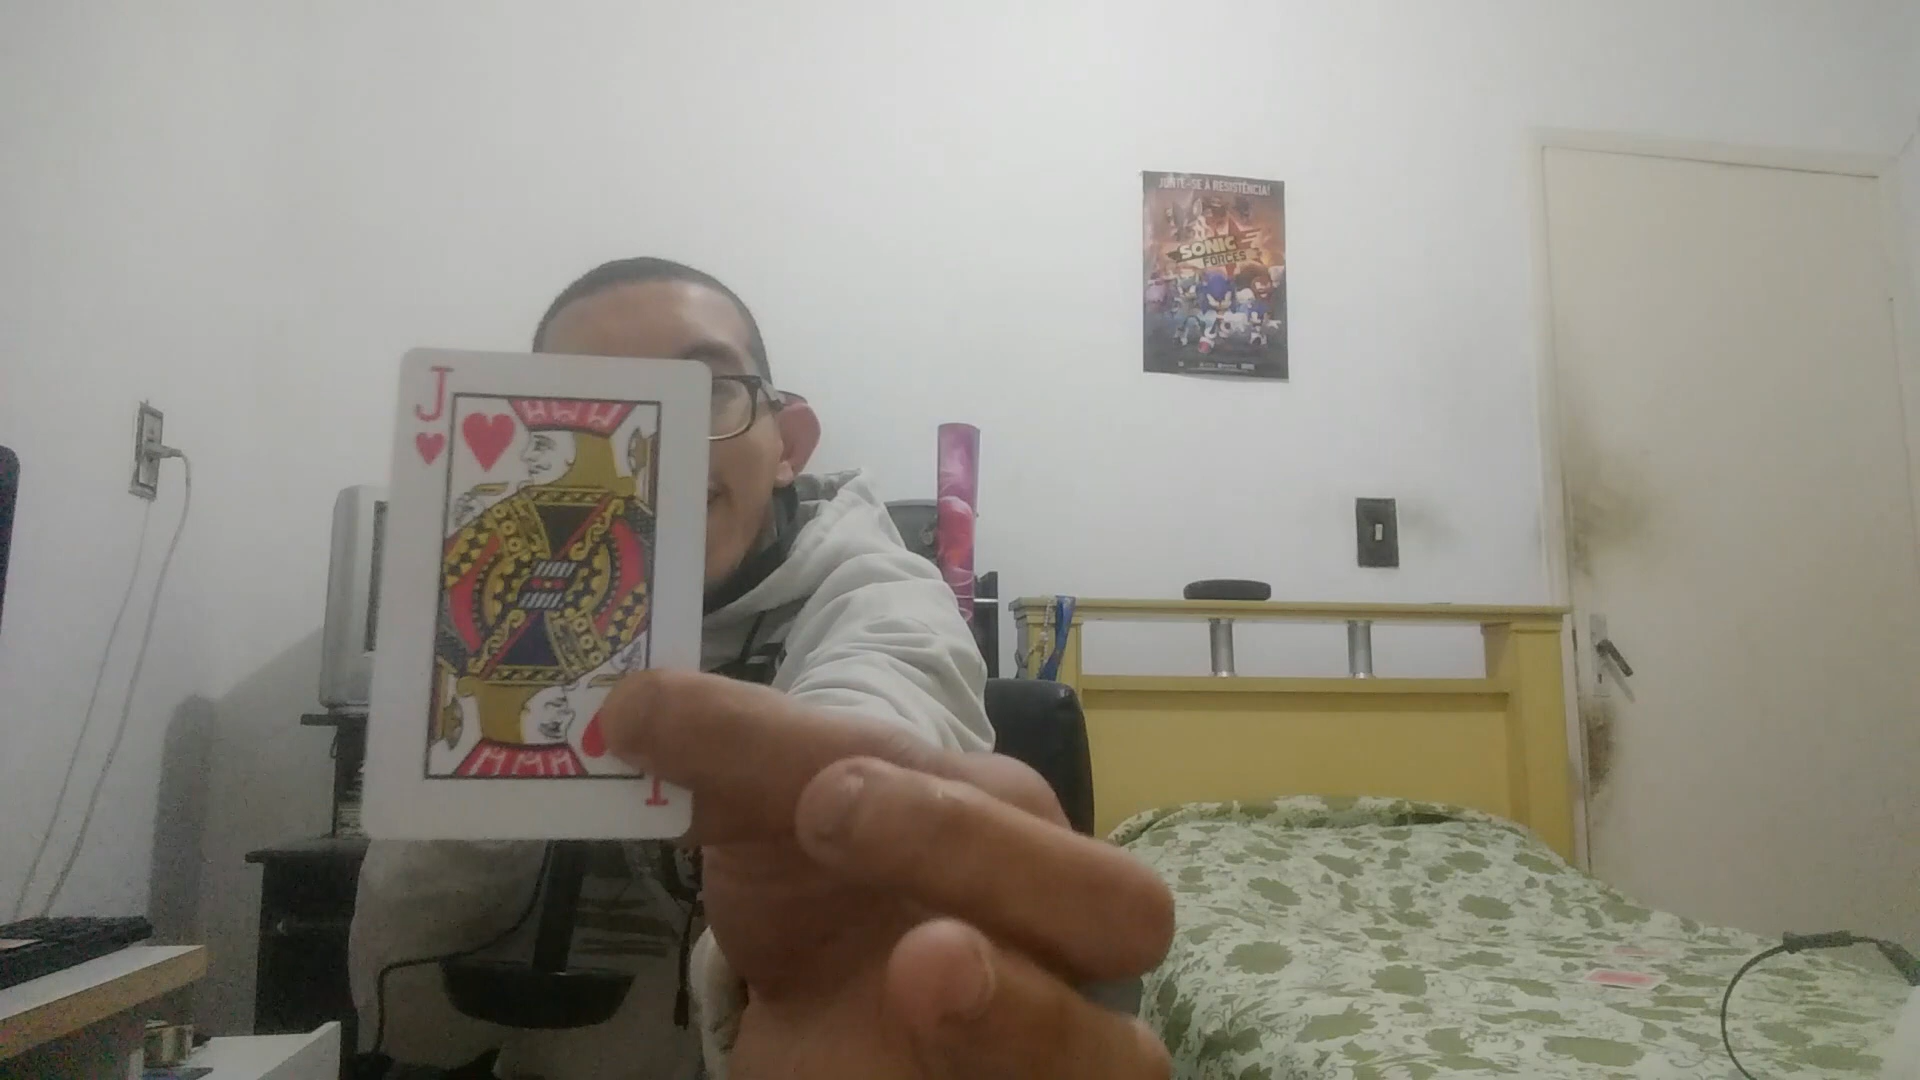 J
JUNTE-SE À RESISTÊNCIA!
SONIC
FORCES
J